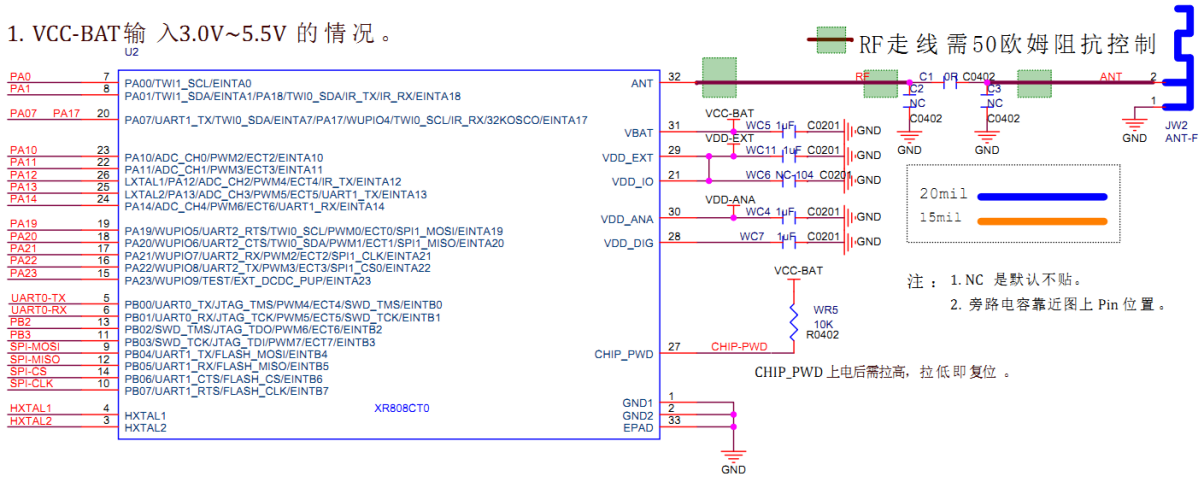 1. VCC-BAT输 入3.0V~5.5V 的情况。
RF走线需50欧姆阻抗控制
U2
XR808CT0
PA0 7 PA00/TWI1_SCL/EINTA0
PA1 8 PA01/TWI1_SDA/EINTA1/PA18/TWI0_SDA/IR_TX/IR_RX/EINTA18
PA07 PA17 20 PA07/UART1_TX/TWI0_SDA/EINTA7/PA17/WUPIO4/TWI0_SCL/IR_RX/32KOSCO/EINTA17
PA10 23 PA10/ADC_CH0/PWM2/ECT2/EINTA10
PA11 22 PA11/ADC_CH1/PWM3/ECT3/EINTA11
PA12 26 LXTAL1/PA12/ADC_CH2/PWM4/ECT4/IR_TX/EINTA12
PA13 25 LXTAL2/PA13/ADC_CH3/PWM5/ECT5/UART1_TX/EINTA13
PA14 24 PA14/ADC_CH4/PWM6/ECT6/UART1_RX/EINTA14
PA19 19 PA19/WUPIO5/UART2_RTS/TWI0_SCL/PWM0/ECT0/SPI1_MOSI/EINTA19
PA20 18 PA20/WUPIO6/UART2_CTS/TWI0_SDA/PWM1/ECT1/SPI1_MISO/EINTA20
PA21 17 PA21/WUPIO7/UART2_RX/PWM2/ECT2/SPI1_CLK/EINTA21
PA22 16 PA22/WUPIO8/UART2_TX/PWM3/ECT3/SPI1_CS0/EINTA22
PA23 15 PA23/WUPIO9/TEST/EXT_DCDC_PUP/EINTA23
UART0-TX 5 PB00/UART0_TX/JTAG_TMS/PWM4/ECT4/SWD_TMS/EINTB0
UART0-RX 6 PB01/UART0_RX/JTAG_TCK/PWM5/ECT5/SWD_TCK/EINTB1
PB2 13 PB02/SWD_TMS/JTAG_TDO/PWM6/ECT6/EINTB2
PB3 11 PB03/SWD_TCK/JTAG_TDI/PWM7/ECT7/EINTB3
SPI-MOSI 9 PB04/UART1_TX/FLASH_MOSI/EINTB4
SPI-MISO 12 PB05/UART1_RX/FLASH_MISO/EINTB5
SPI-CS 14 PB06/UART1_CTS/FLASH_CS/EINTB6
SPI-CLK 10 PB07/UART1_RTS/FLASH_CLK/EINTB7
HXTAL1 4 HXTAL1
HXTAL2 3 HXTAL2
ANT 32 RF C1 0R C0402 ANT 2
C2 NC C0402 GND
C3 NC C0402 GND
1 GND
JW2
ANT-F
VCC-BAT
VBAT 31 WC5 1uF C0201 GND
VDD-EXT
VDD_EXT 29 WC11 1uF C0201 GND
VDD_IO 21 WC6 NC-104 C0201 GND
VDD-ANA
VDD_ANA 30 WC4 1uF C0201 GND
VDD_DIG 28 WC7 1uF C0201 GND
20mil
15mil
VCC-BAT
WR5
10K
R0402
CHIP_PWD 27 CHIP-PWD
CHIP_PWD 上电后需拉高，拉低即复位 。
注 ： 1. NC 是默认不贴。
2. 旁路电容靠近图上 Pin 位置。
GND1 1
GND2 2
EPAD 33
GND